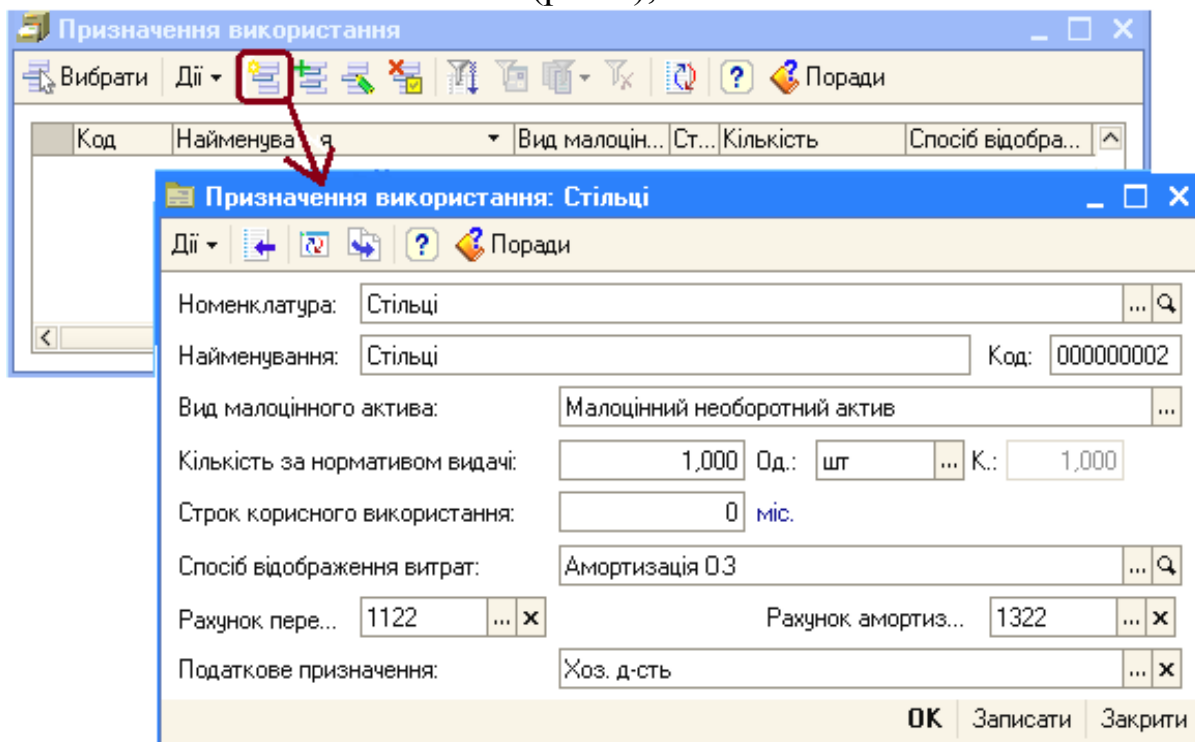 Призначення використання
Вибрати Дії ? Поради
Код Вид малоцін... Ст... Кількість Спосіб відобра...
Призначення використання: Стільці
Дії ? Поради
Номенклатура: Стільці ...
Найменування: Стільці Код: 000000002
Вид малоцінного актива: Малоцінний необоротний актив ...
Кількість за нормативом видачі: 1,000 Од.: шт ... К.: 1,000
Строк корисного використання: 0 міс.
Спосіб відображення витрат: Амортизація ОЗ ...
Рахунок пере... 1122 ... x Рахунок амортиз... 1322 ... x
Податкове призначення: Хоз. д-сть ... x
OK Записати Закрити